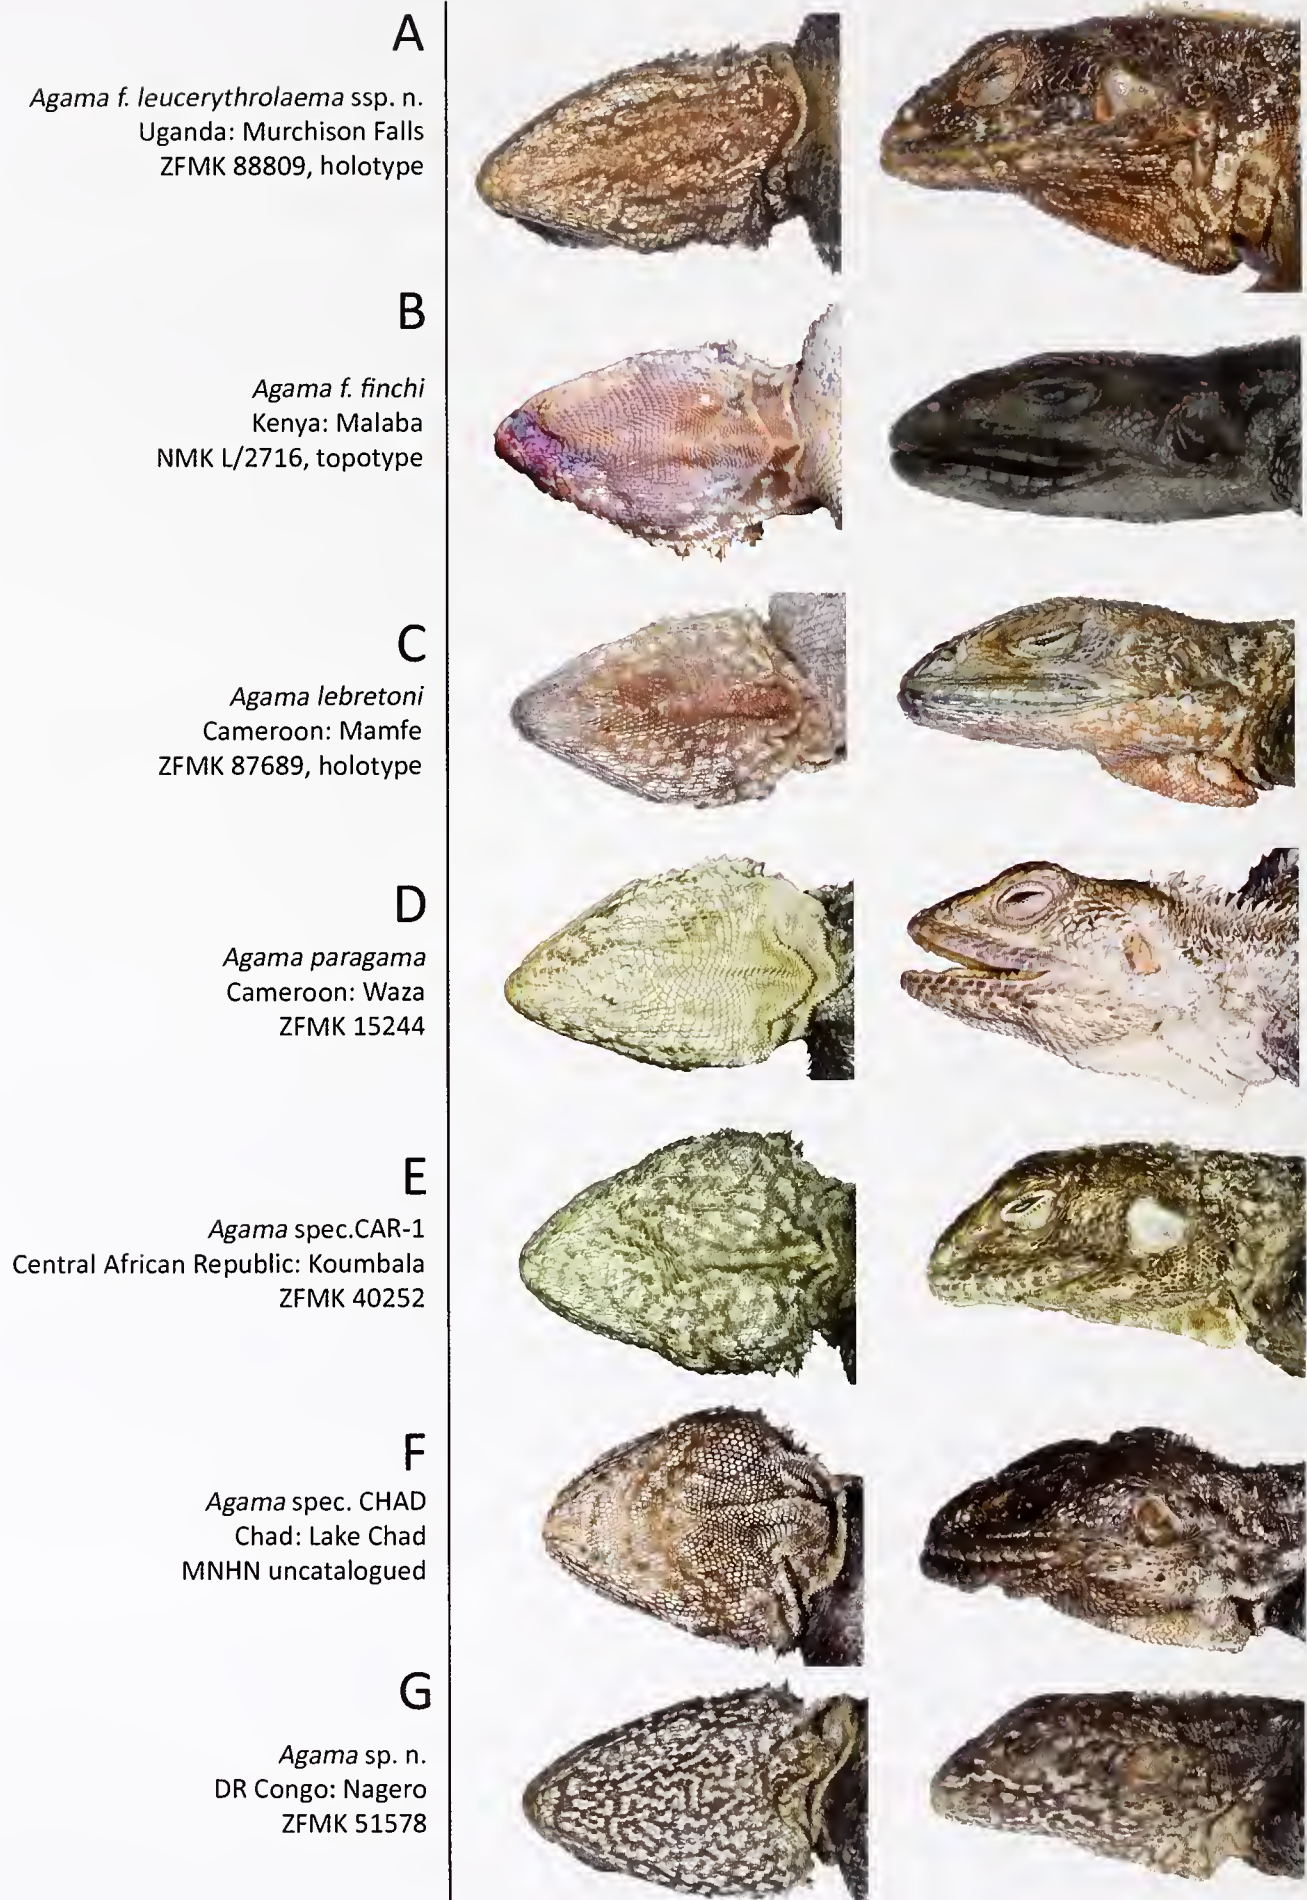 A
Agama f. leucerythrolaema ssp. n.
Uganda: Murchison Falls
ZFMK 88809, holotype
B
Agama f. finchi
Kenya: Malaba
NMK L/2716, topotype
C
Agama lebretoni
Cameroon: Mamfe
ZFMK 87689, holotype
D
Agama paragama
Cameroon: Waza
ZFMK 15244
E
Agama spec.CAR-1
Central African Republic: Koumbala
ZFMK 40252
F
Agama spec. CHAD
Chad: Lake Chad
MNHN uncatalogued
G
Agama sp. n.
DR Congo: Nagero
ZFMK 51578